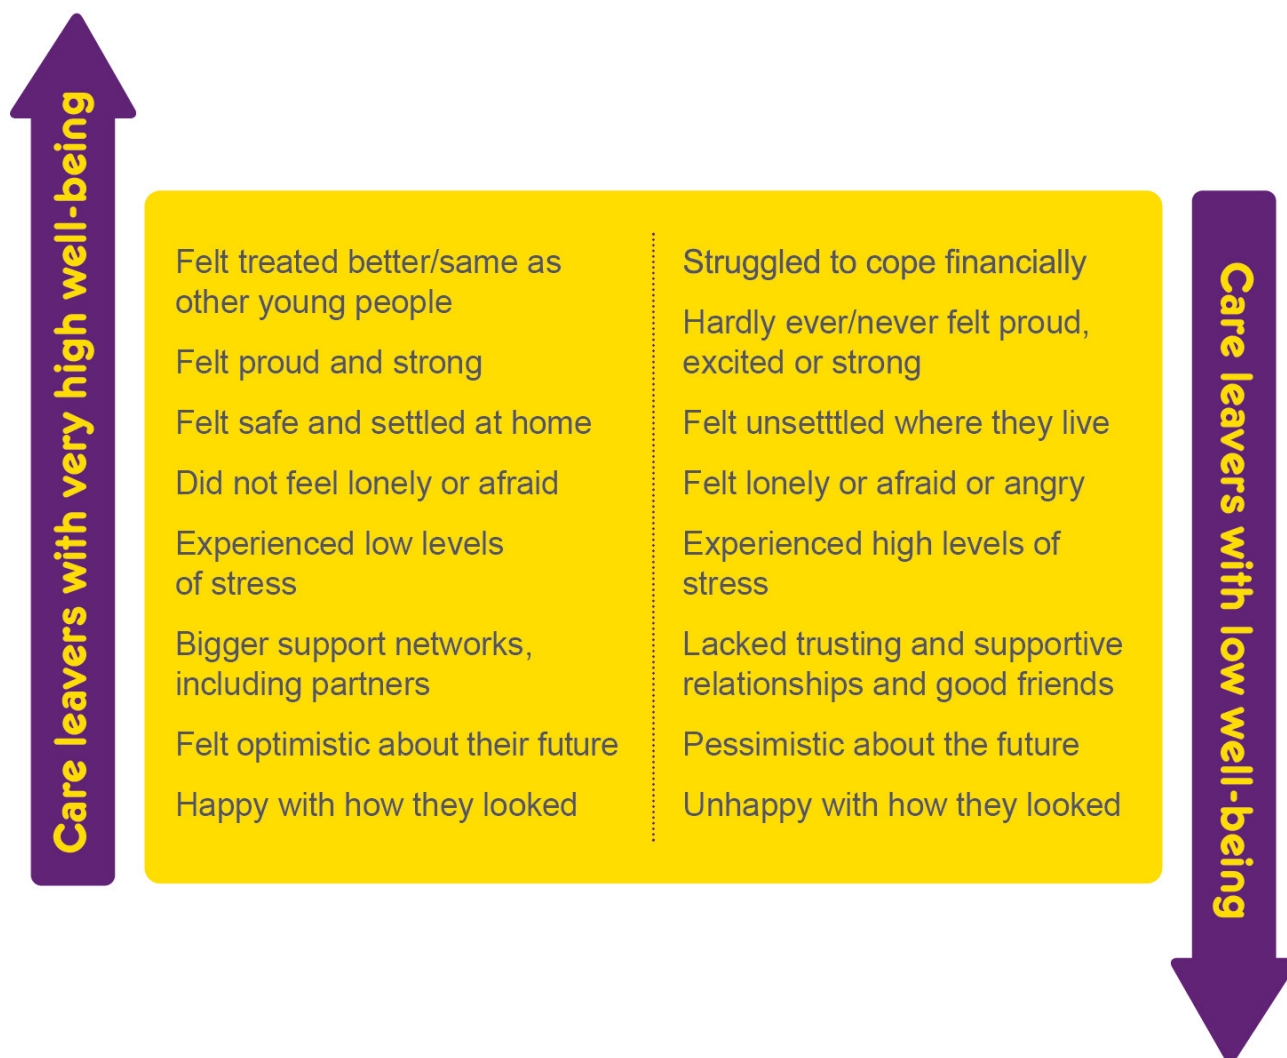 Care leavers with very high well-being
Felt treated better/same as
other young people
Felt proud and strong
Felt safe and settled at home
Did not feel lonely or afraid
Experienced low levels
of stress
Bigger support networks,
including partners
Felt optimistic about their future
Happy with how they looked
Struggled to cope financially
Hardly ever/never felt proud,
excited or strong
Felt unsetttled where they live
Felt lonely or afraid or angry
Experienced high levels of
stress
Lacked trusting and supportive
relationships and good friends
Pessimistic about the future
Unhappy with how they looked
Care leavers with low well-being